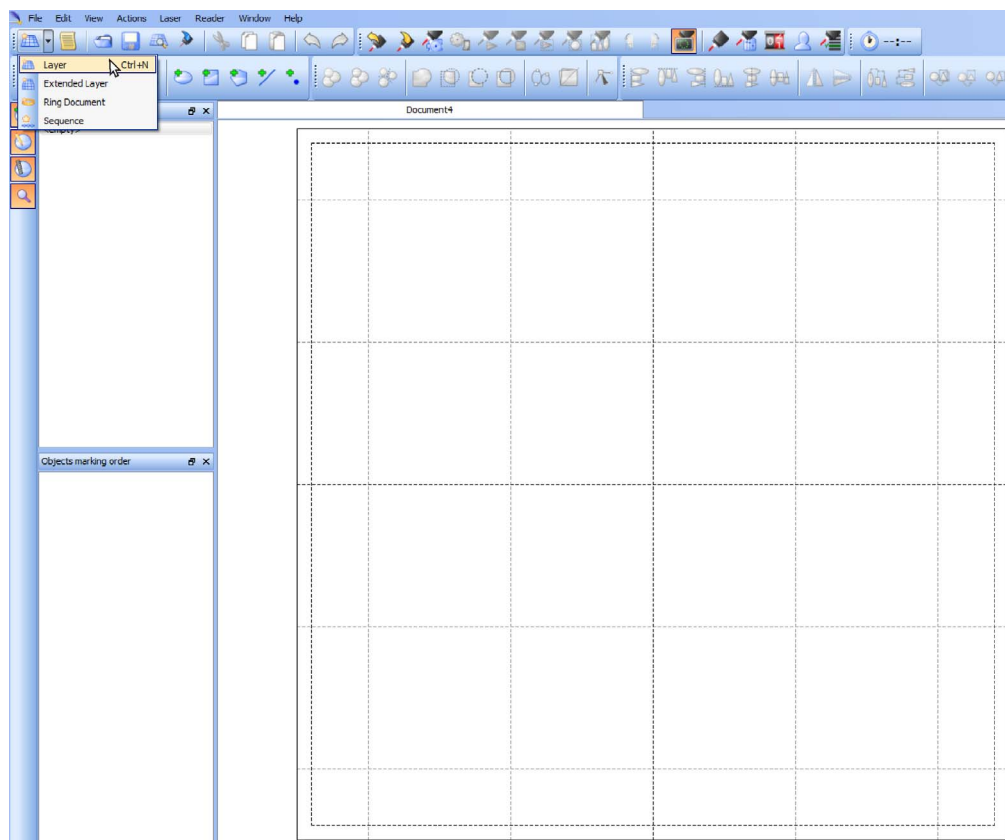 File Edit View Actions Laser Reader Window Help
--:--
Layer Ctrl+N
Extended Layer
Ring Document
Sequence
Document4
<Empty>
Objects marking order